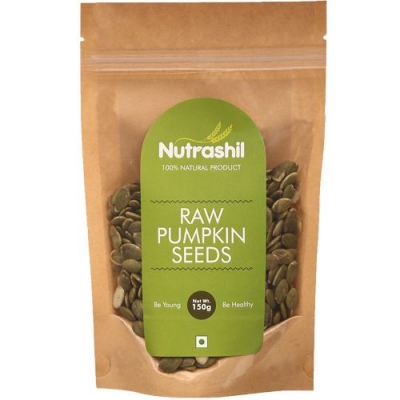 Nutrashil
100% NATURAL PRODUCT
RAW
PUMPKIN
SEEDS
Be Young
Net Wt.
150g
Be Healthy